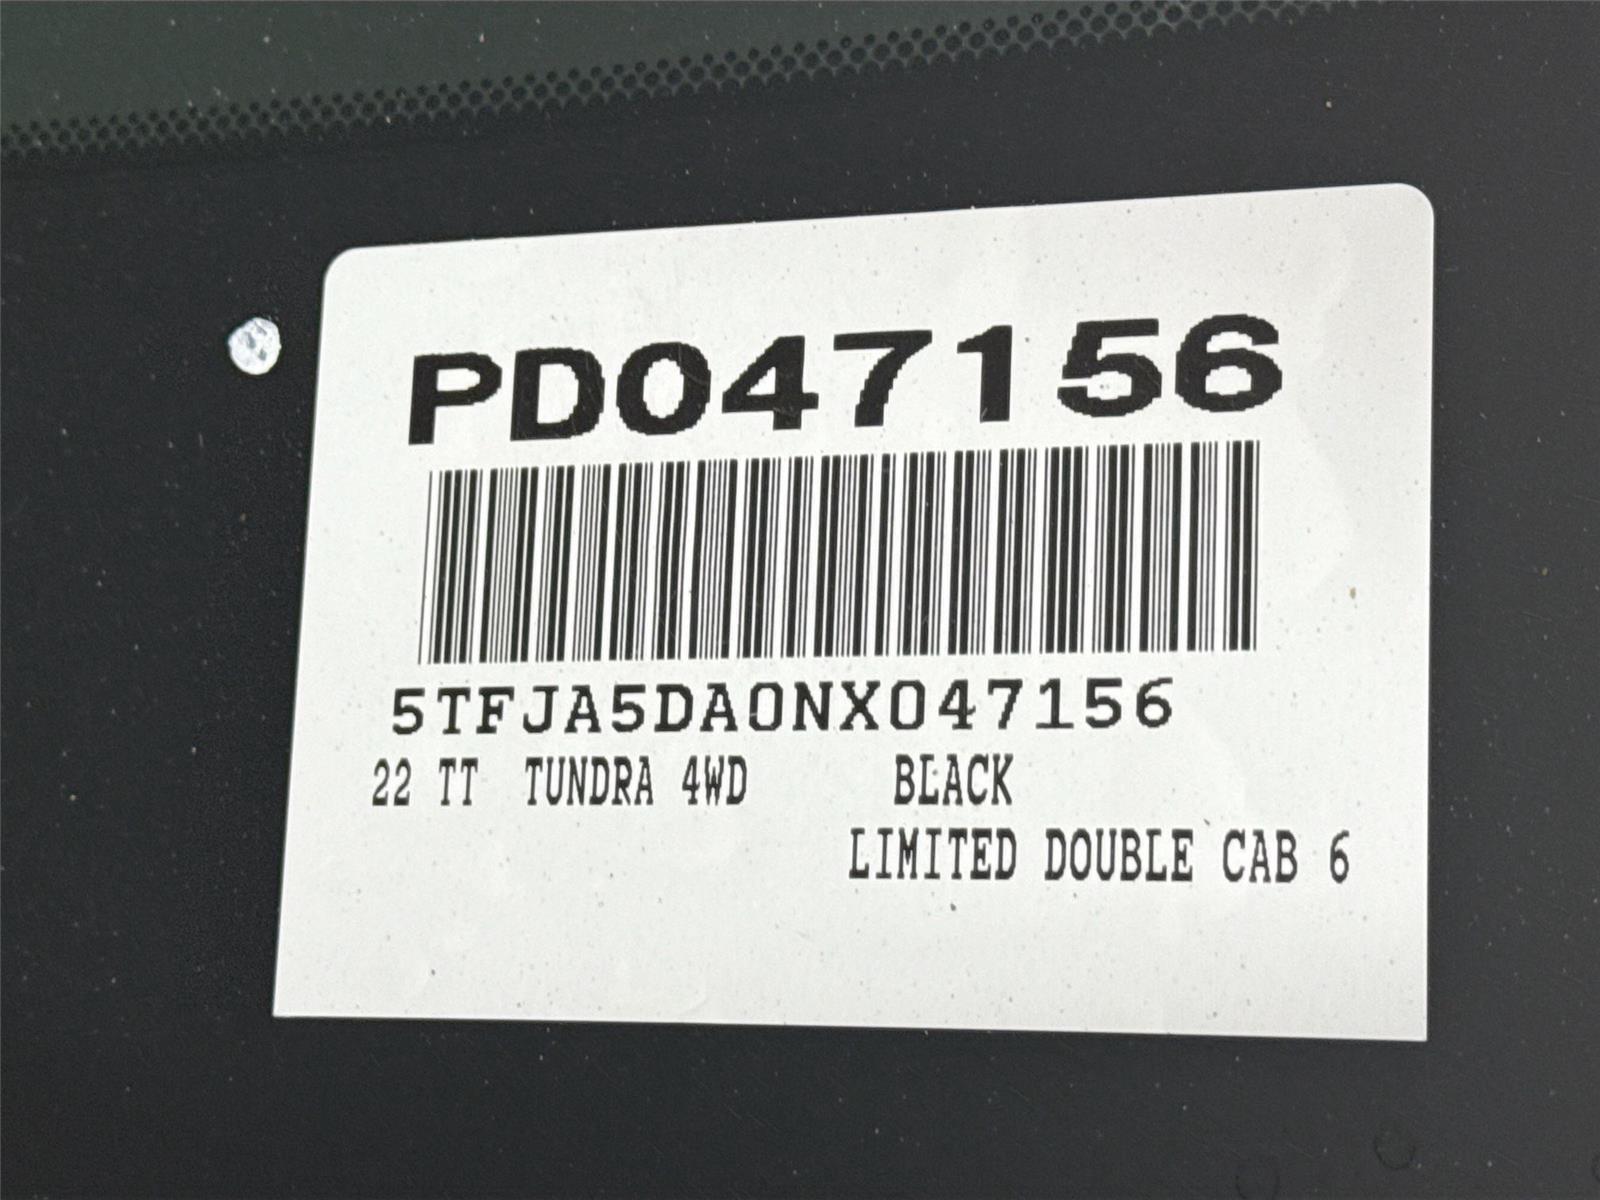 PD047156
5TFJA5DA0NX047156
22 TT TUNDRA 4WD BLACK
LIMITED DOUBLE CAB 6